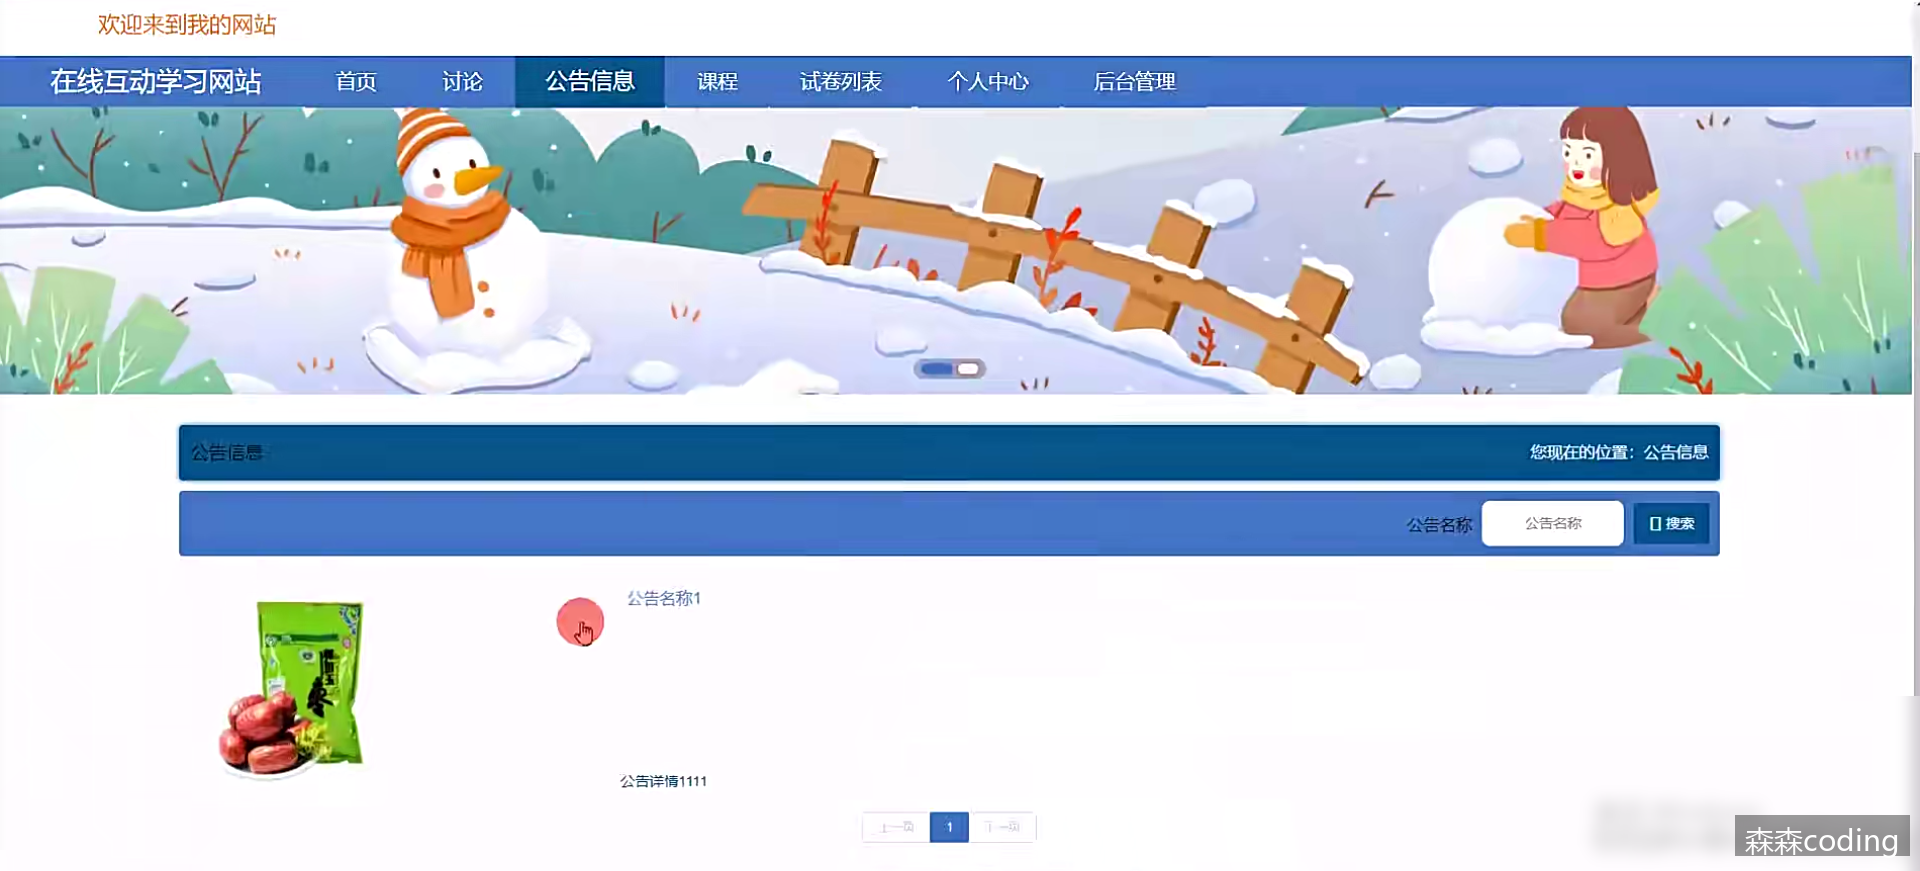 欢迎来到我的网站
在线互动学习网站 首页 讨论 公告信息 课程 试卷列表 个人中心 后台管理
公告信息 您现在的位置：公告信息
公告名称 公告名称 搜索
公告名称1
公告详情1111
上一页 1 下一页
森森coding